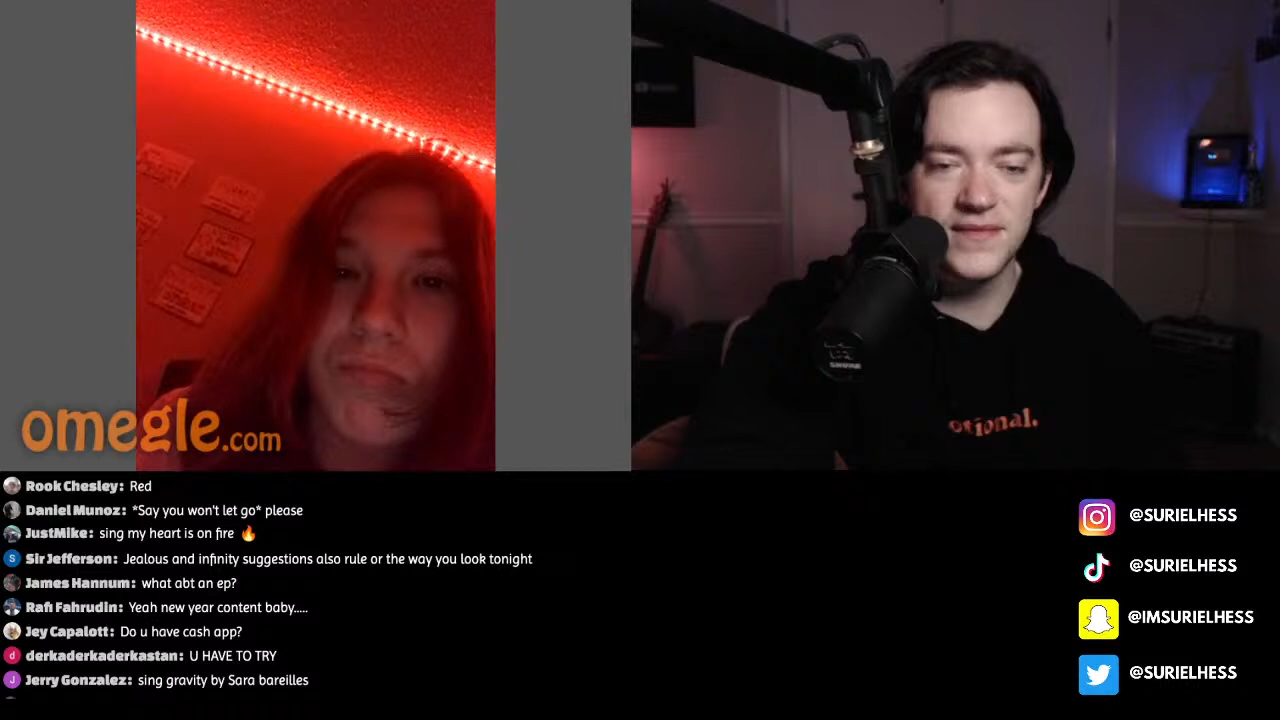 omegle.com
SHURE
otional.
Rook Chesley: Red
Daniel Munoz: *Say you won't let go* please
JustMike: sing my heart is on fire 🔥
S Sir Jefferson: Jealous and infinity suggestions also rule or the way you look tonight
James Hannum: what abt an ep?
Rafi Fahrudin: Yeah new year content baby.....
Jey Capalott: Do u have cash app?
d derkaderkaderkastan: U HAVE TO TRY
J Jerry Gonzalez: sing gravity by Sara bareilles
@SURIELHESS
@SURIELHESS
@IMSURIELHESS
@SURIELHESS